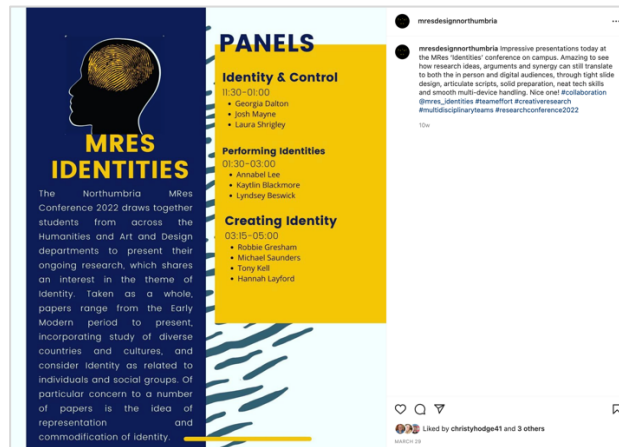 MRES
IDENTITIES
The Northumbria MRes
Conference 2022 draws together
students from across the
Humanities and Art and Design
departments to present their
ongoing research, which shares
an interest in the theme of
Identity. Taken as a whole,
papers range from the Early
Modern period to present,
incorporating study of diverse
countries and cultures, and
consider Identity as related to
individuals and social groups. Of
particular concern to a number
of papers is the idea of
representation and
commodification of identity.
PANELS
Identity & Control
11:30-01:00
• Georgia Dalton
• Josh Mayne
• Laura Shrigley
Performing Identities
01:30-03:00
• Annabel Lee
• Kaytlin Blackmore
• Lyndsey Beswick
Creating Identity
03:15-05:00
• Robbie Gresham
• Michael Saunders
• Tony Kell
• Hannah Layford
mresdesignnorthumbria
mresdesignnorthumbria Impressive presentations today at
the MRes 'Identities' conference on campus. Amazing to see
how research ideas, arguments and synergy can still translate
to both the in person and digital audiences, through tight slide
design, articulate scripts, solid preparation, neat tech skills
and smooth multi-device handling. Nice one! #collaboration
@mres_identities #teameffort #creativeresearch
#multidisciplinaryteams #researchconference2022
10w
Liked by christyhodge41 and 3 others
MARCH 28